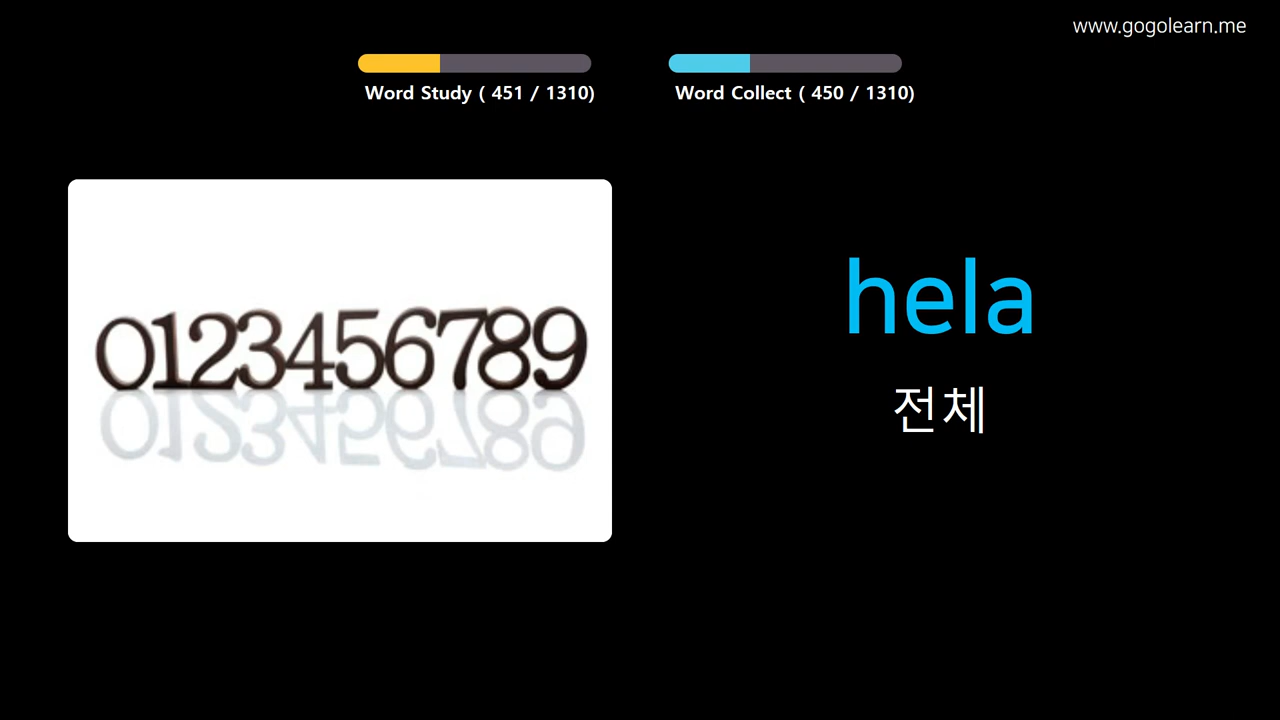 www.gogolearn.me
Word Study ( 451 / 1310)
Word Collect ( 450 / 1310)
0123456789
hela
전체